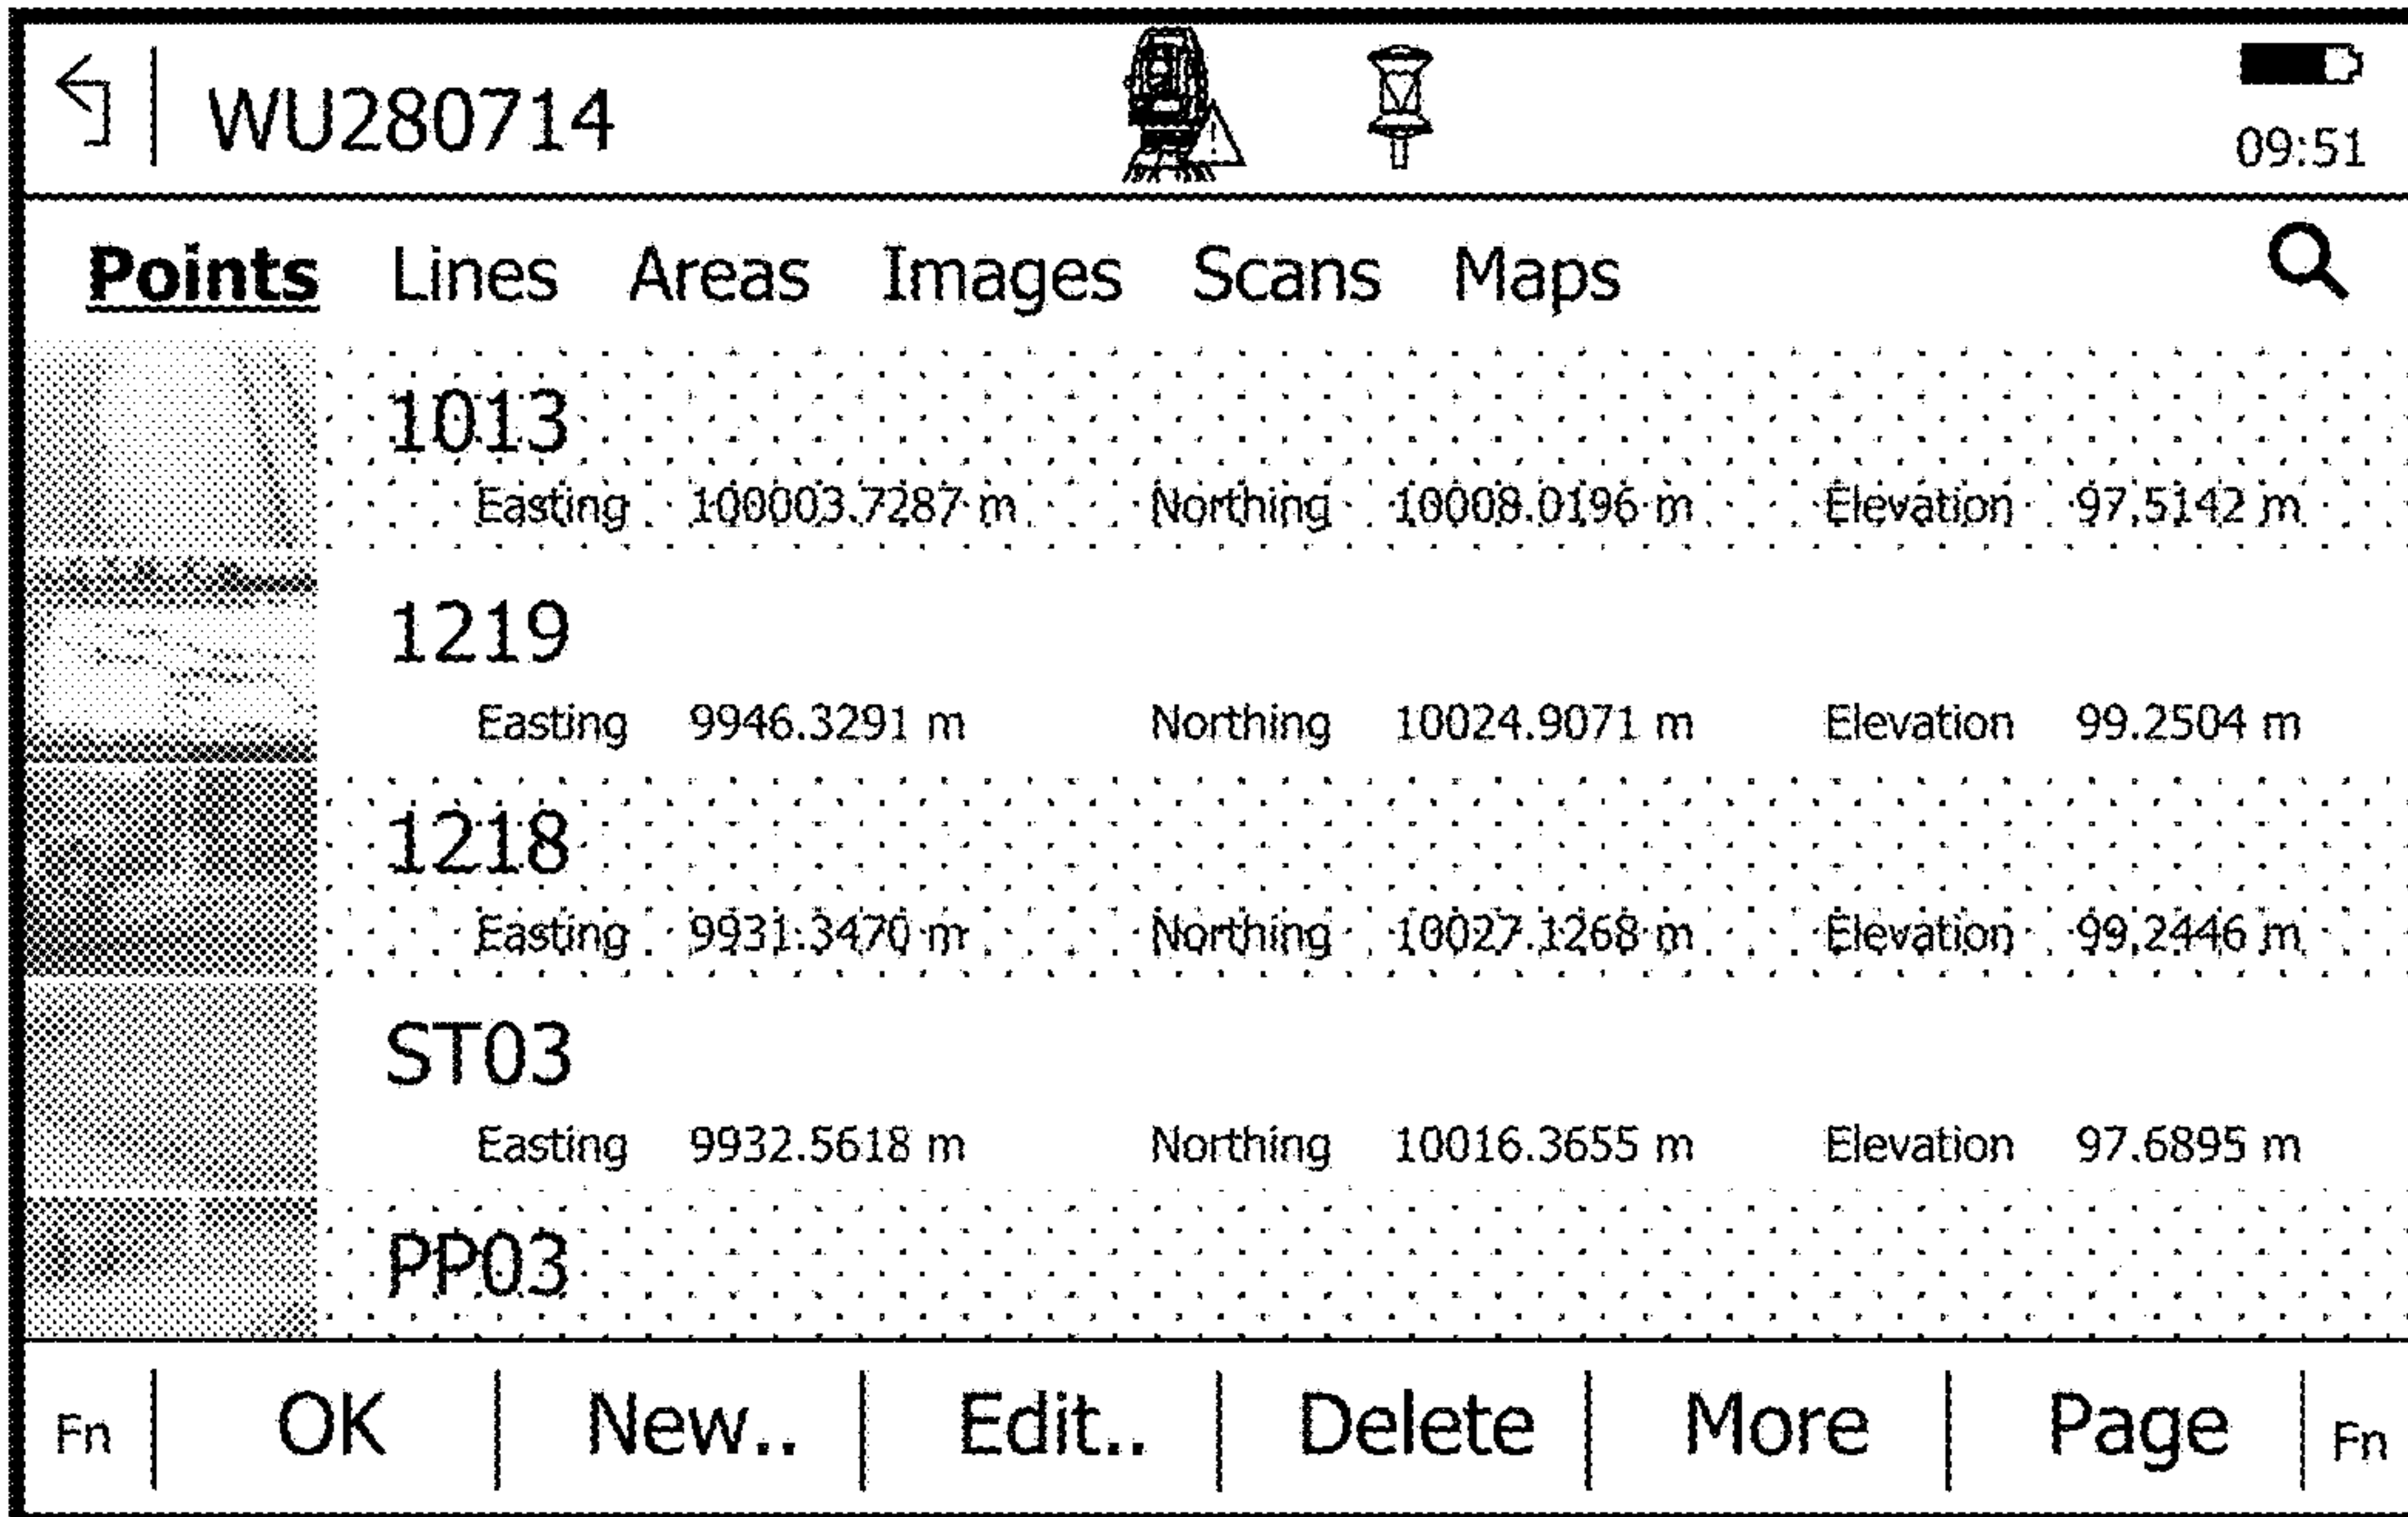 WU280714
09:51
Points Lines Areas Images Scans Maps
1013
Easting 100003.7287 m Northing 10008.0196 m Elevation 97.5142 m
1219
Easting 9946.3291 m Northing 10024.9071 m Elevation 99.2504 m
1218
Easting 9931.3470 m Northing 10027.1268 m Elevation 99.2446 m
ST03
Easting 9932.5618 m Northing 10016.3655 m Elevation 97.6895 m
PP03
Fn OK New.. Edit.. Delete More Page Fn